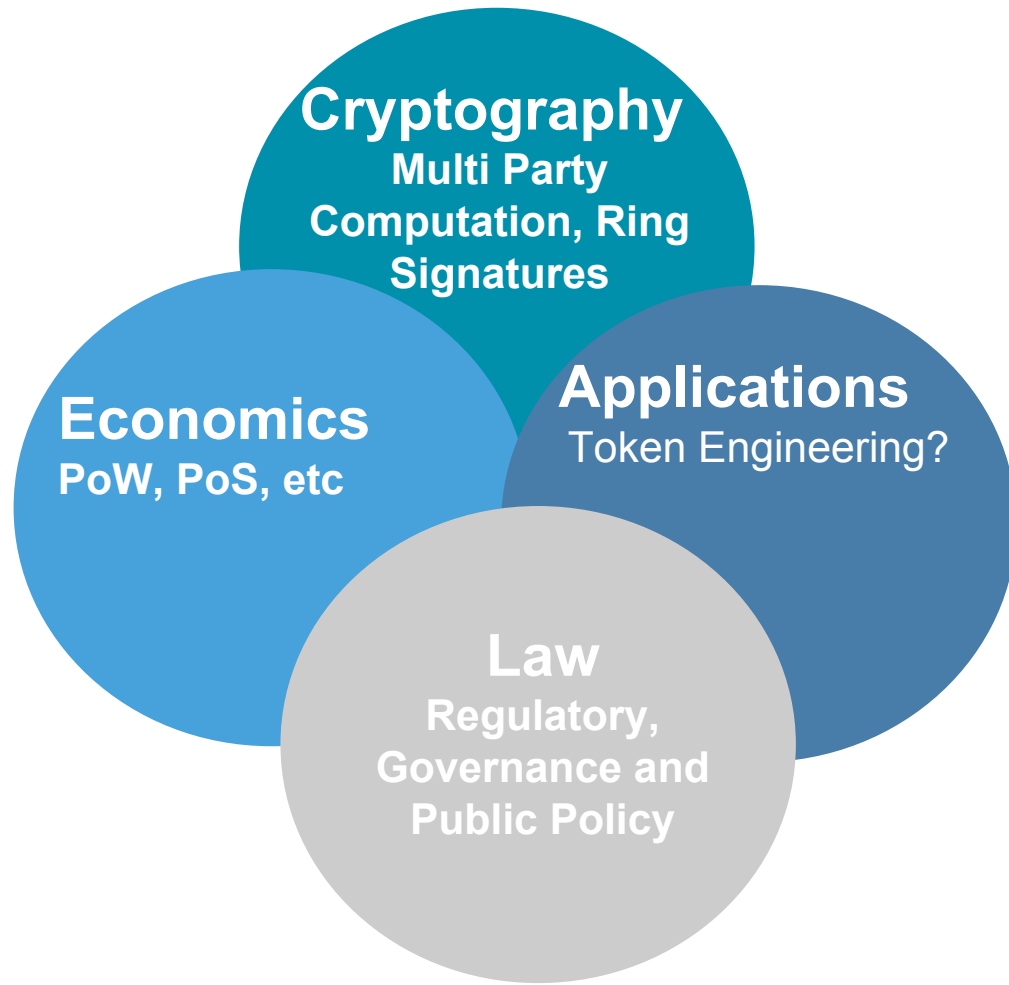 Cryptography
Multi Party
Computation, Ring
Signatures
Economics
PoW, PoS, etc
Applications
Token Engineering?
Law
Regulatory,
Governance and
Public Policy